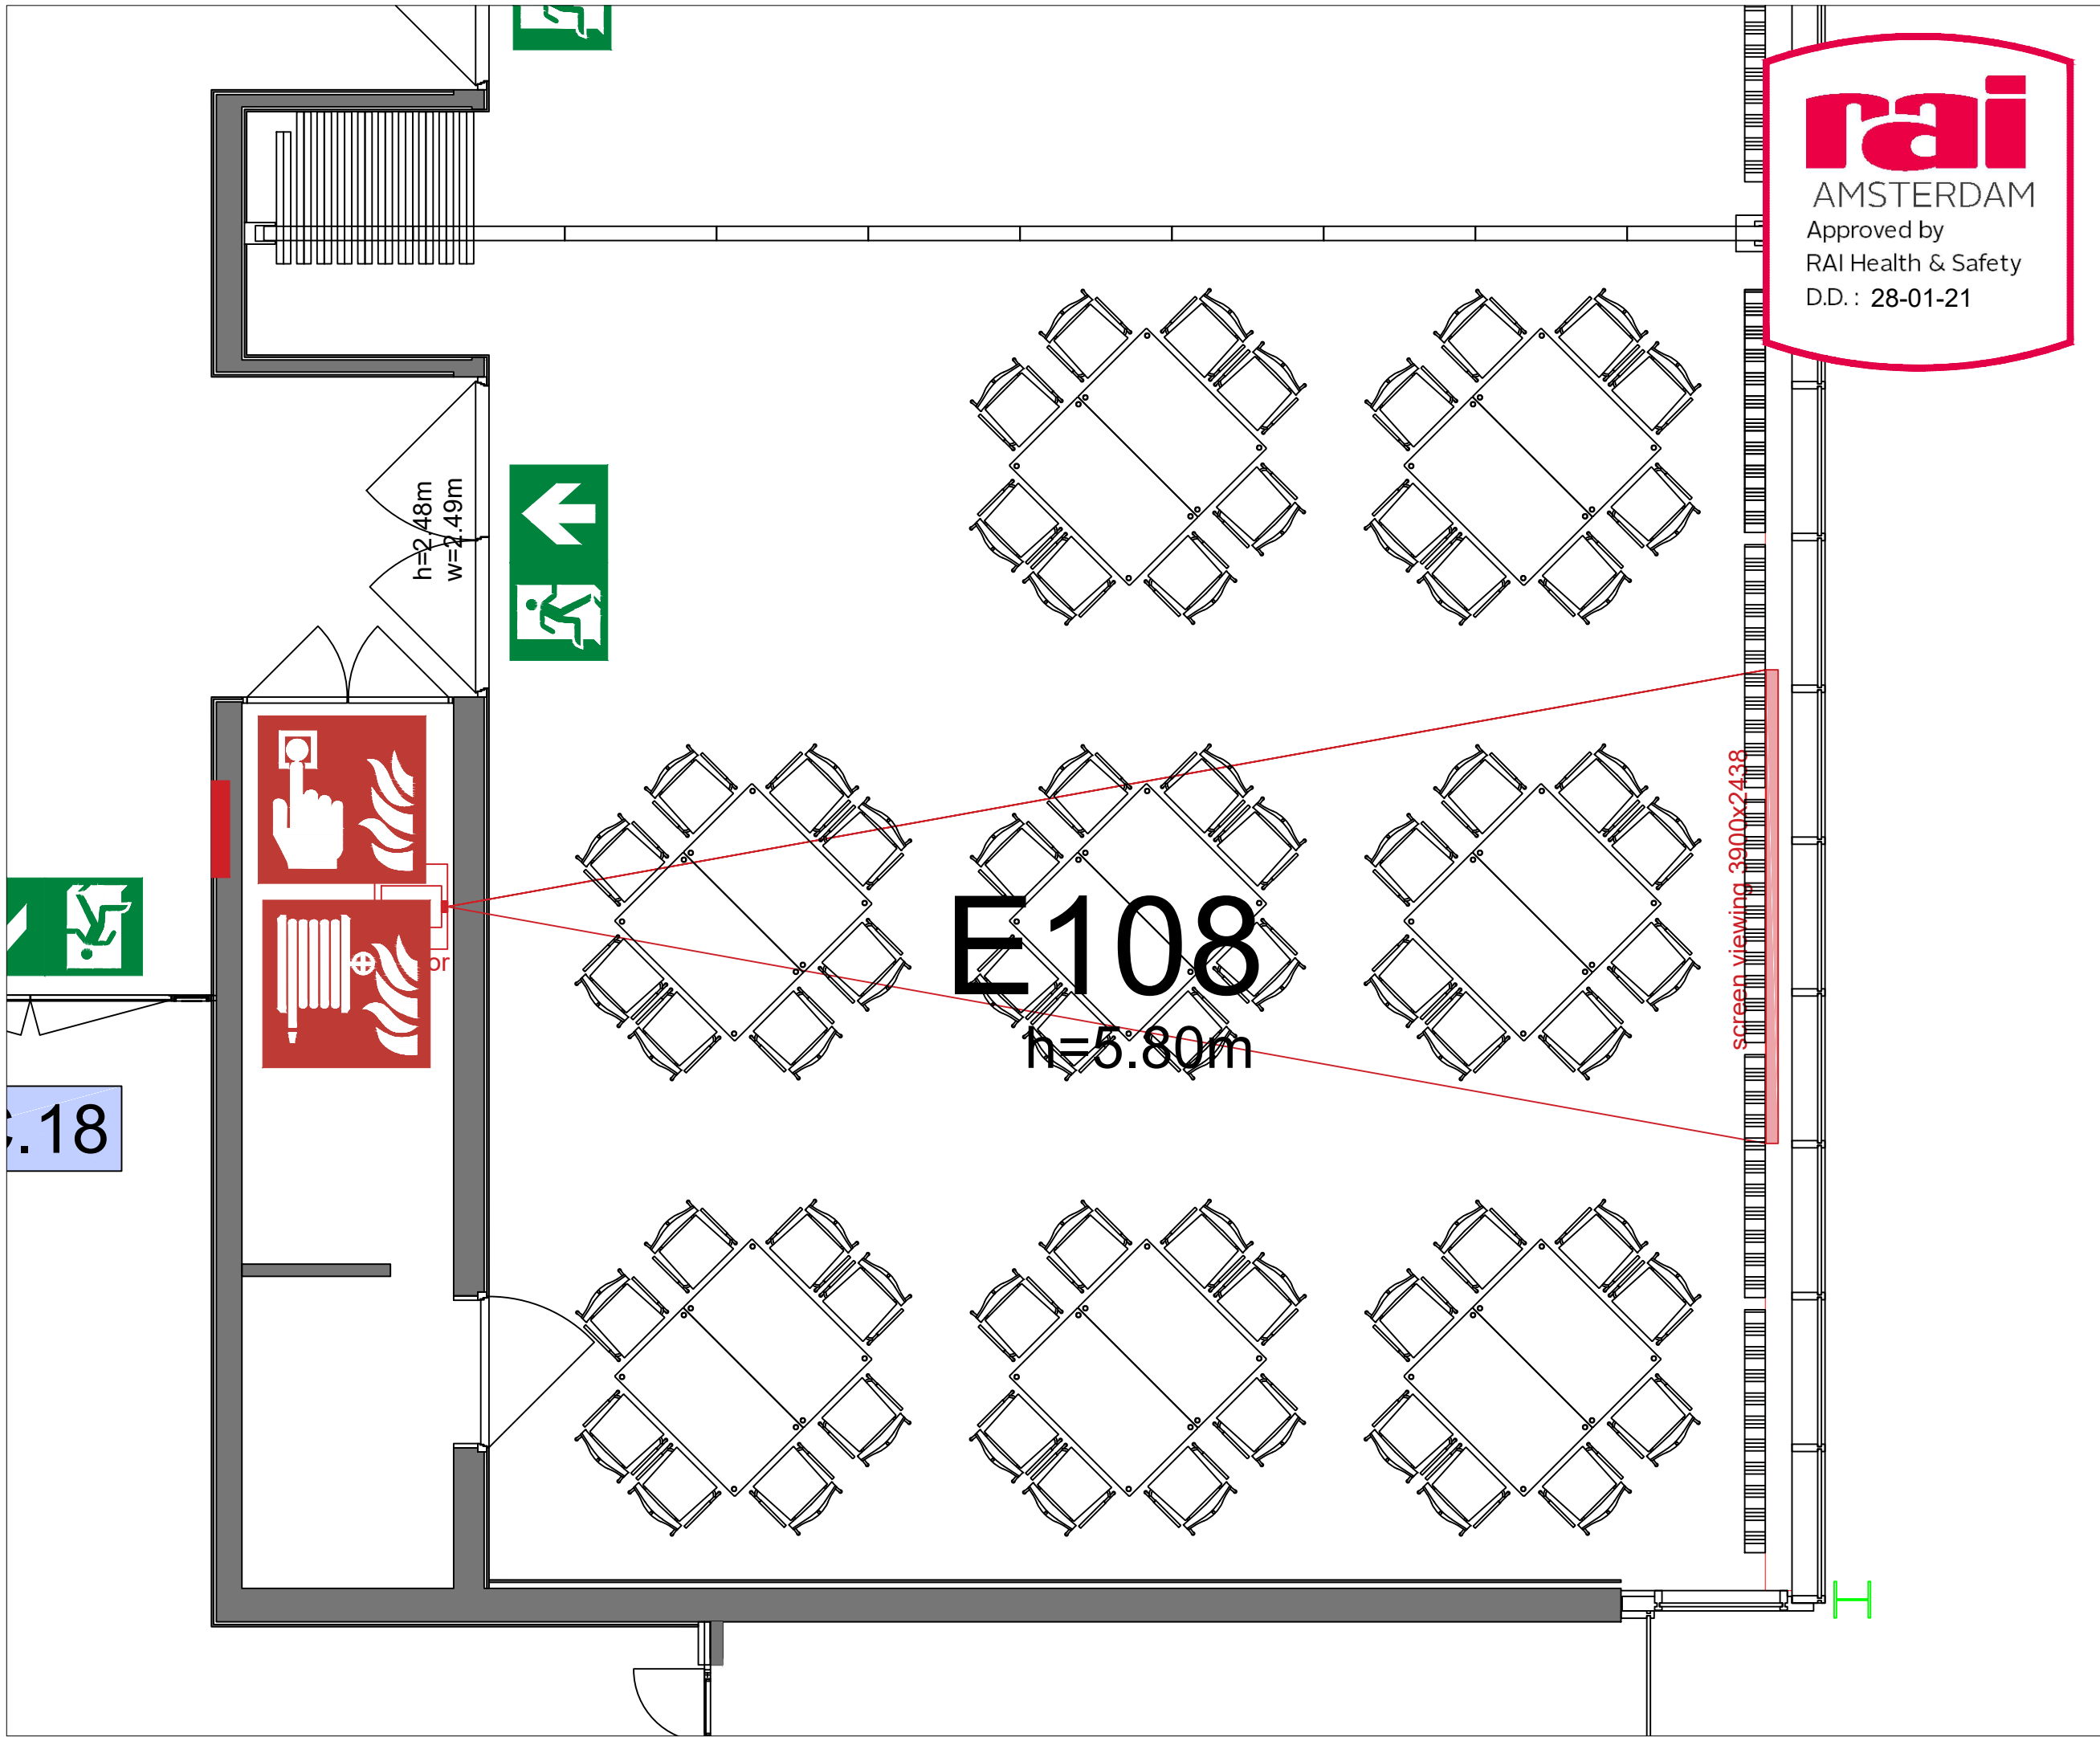 rai
AMSTERDAM
Approved by
RAI Health & Safety
D.D. : 28-01-21
h=2.48m
w=2.49m
screen viewing 3900x2438
E108
h=5.80m
or
.18